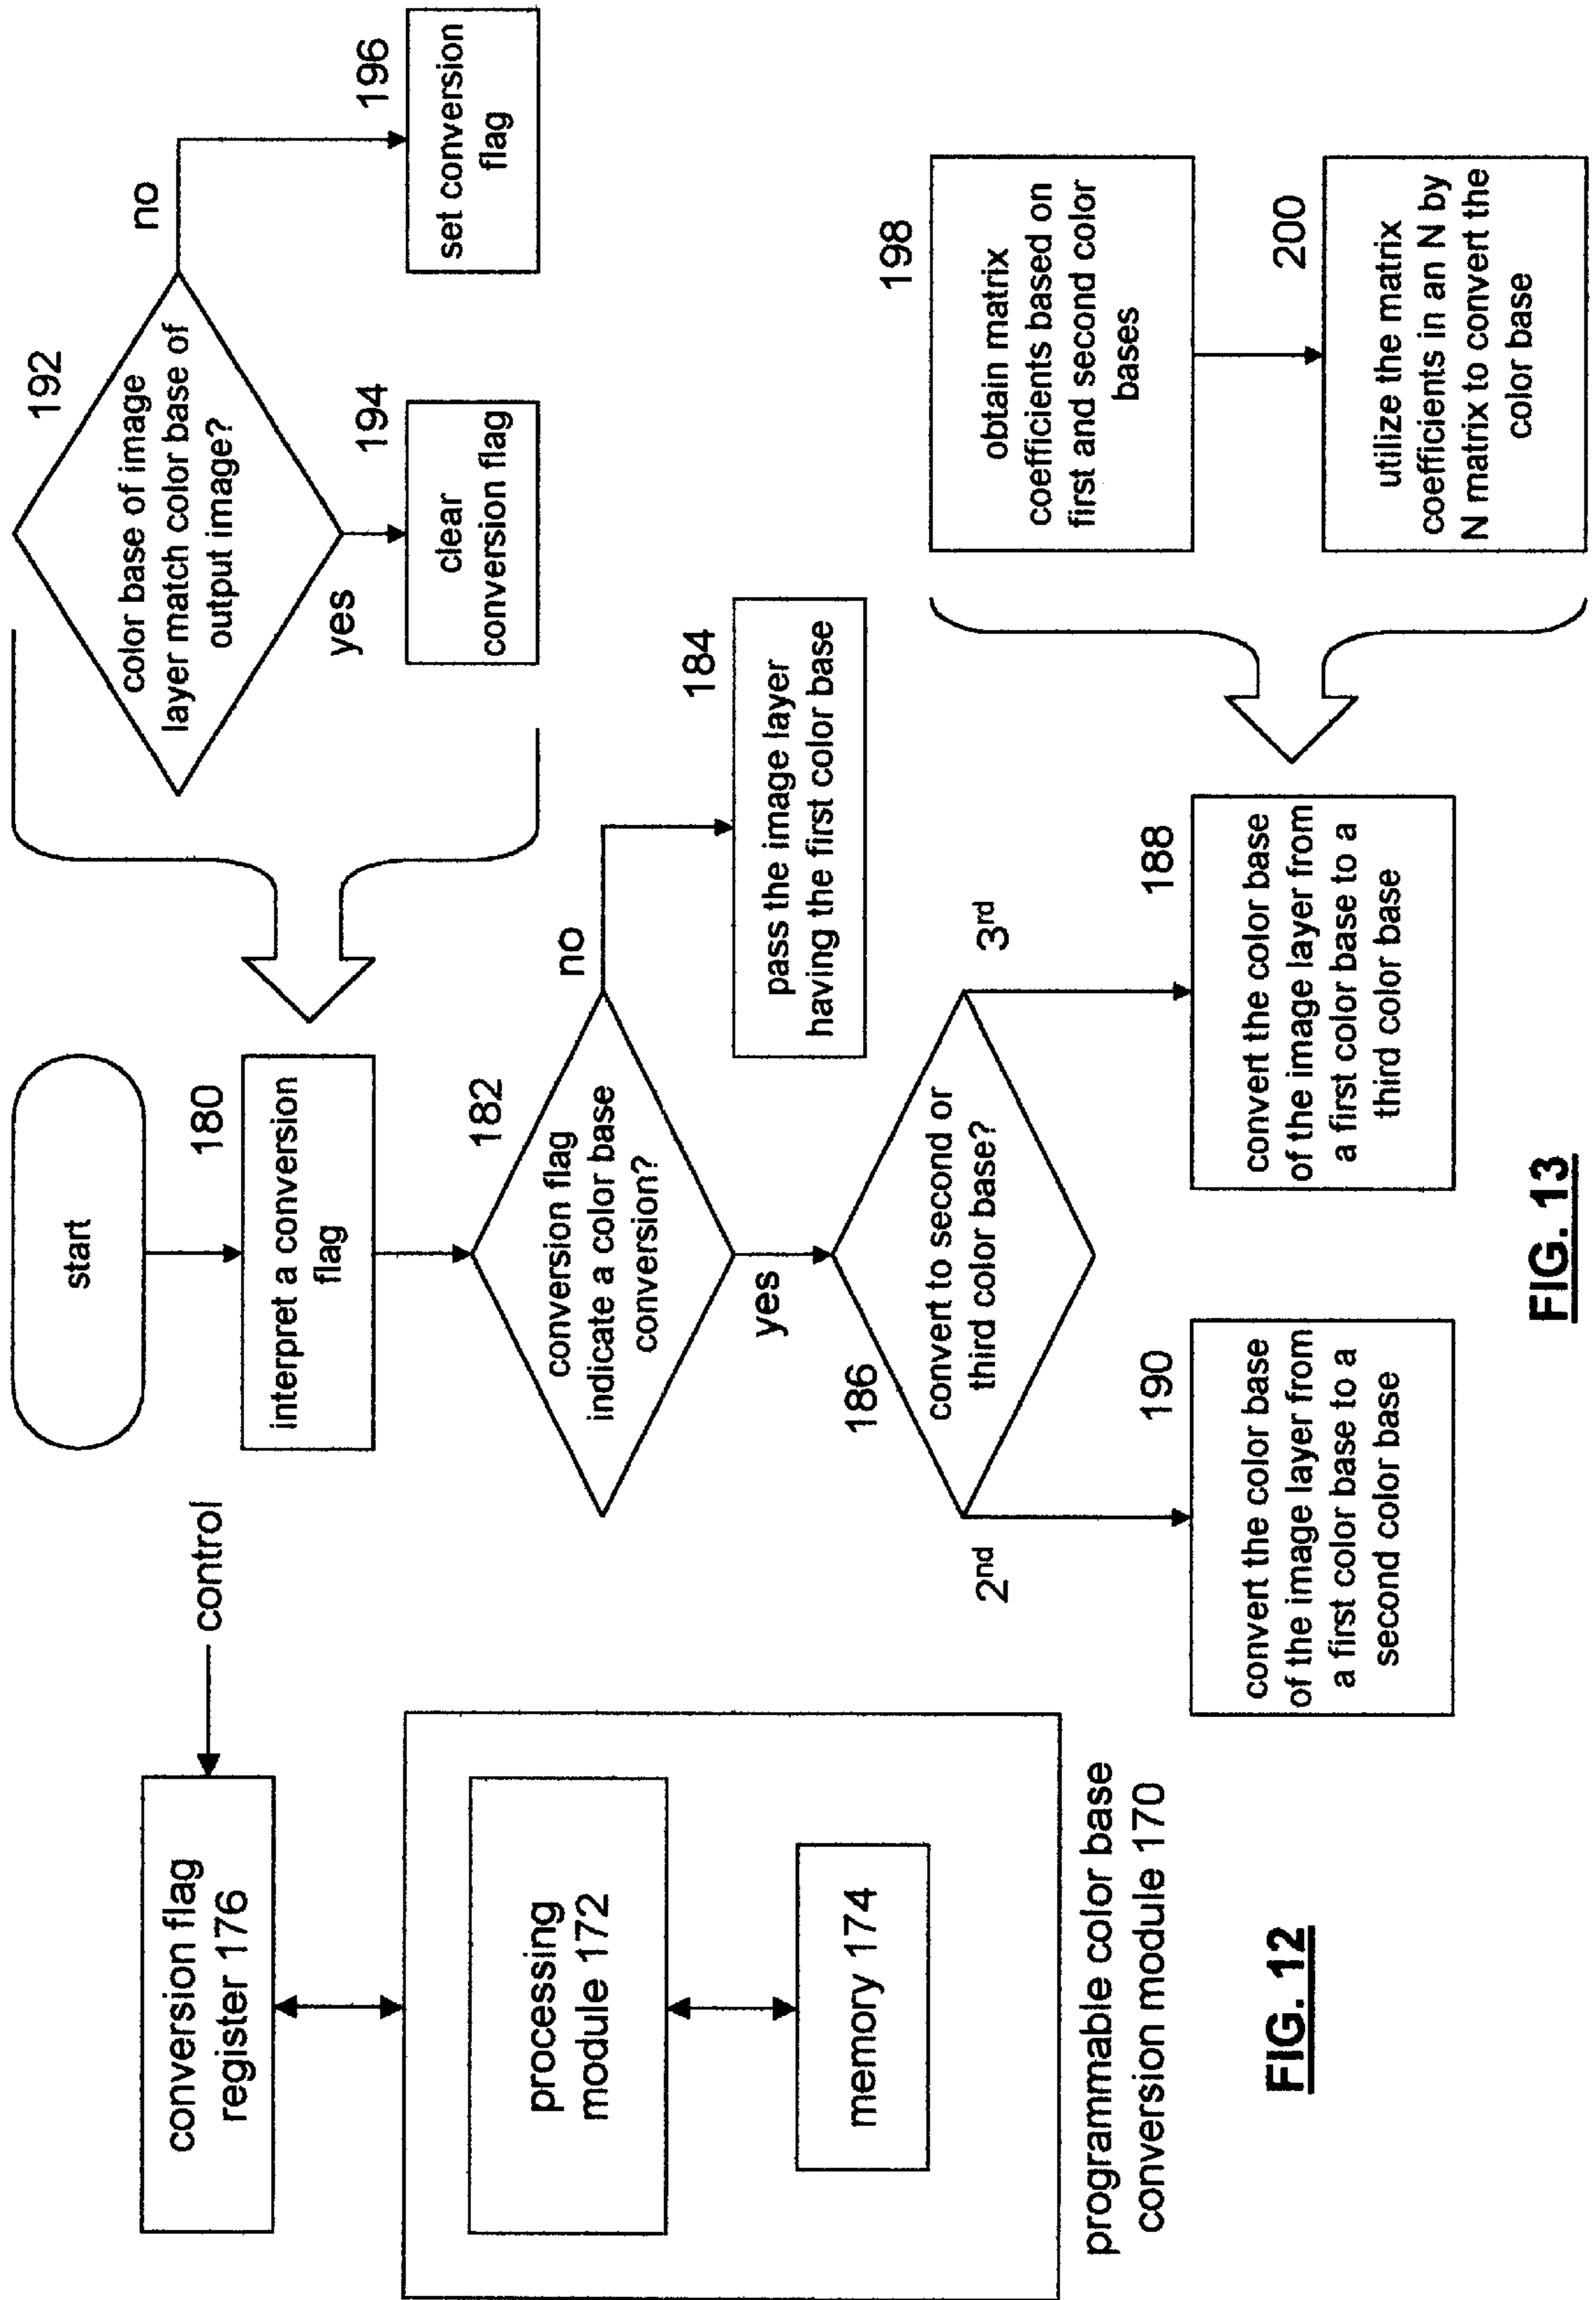 conversion flag
register 176
control
processing
module 172
memory 174
programmable color base
conversion module 170
FIG. 12
start
180
interpret a conversion
flag
182
conversion flag
indicate a color base
conversion?
no
yes
184
pass the image layer
having the first color base
186
convert to second or
third color base?
2nd
3rd
190
convert the color base
of the image layer from
a first color base to a
second color base
188
convert the color base
of the image layer from
a first color base to a
third color base
192
color base of image
layer match color base of
output image?
no
yes
194
clear
conversion flag
196
set conversion
flag
198
obtain matrix
coefficients based on
first and second color
bases
200
utilize the matrix
coefficients in an N by
N matrix to convert the
color base
FIG. 13